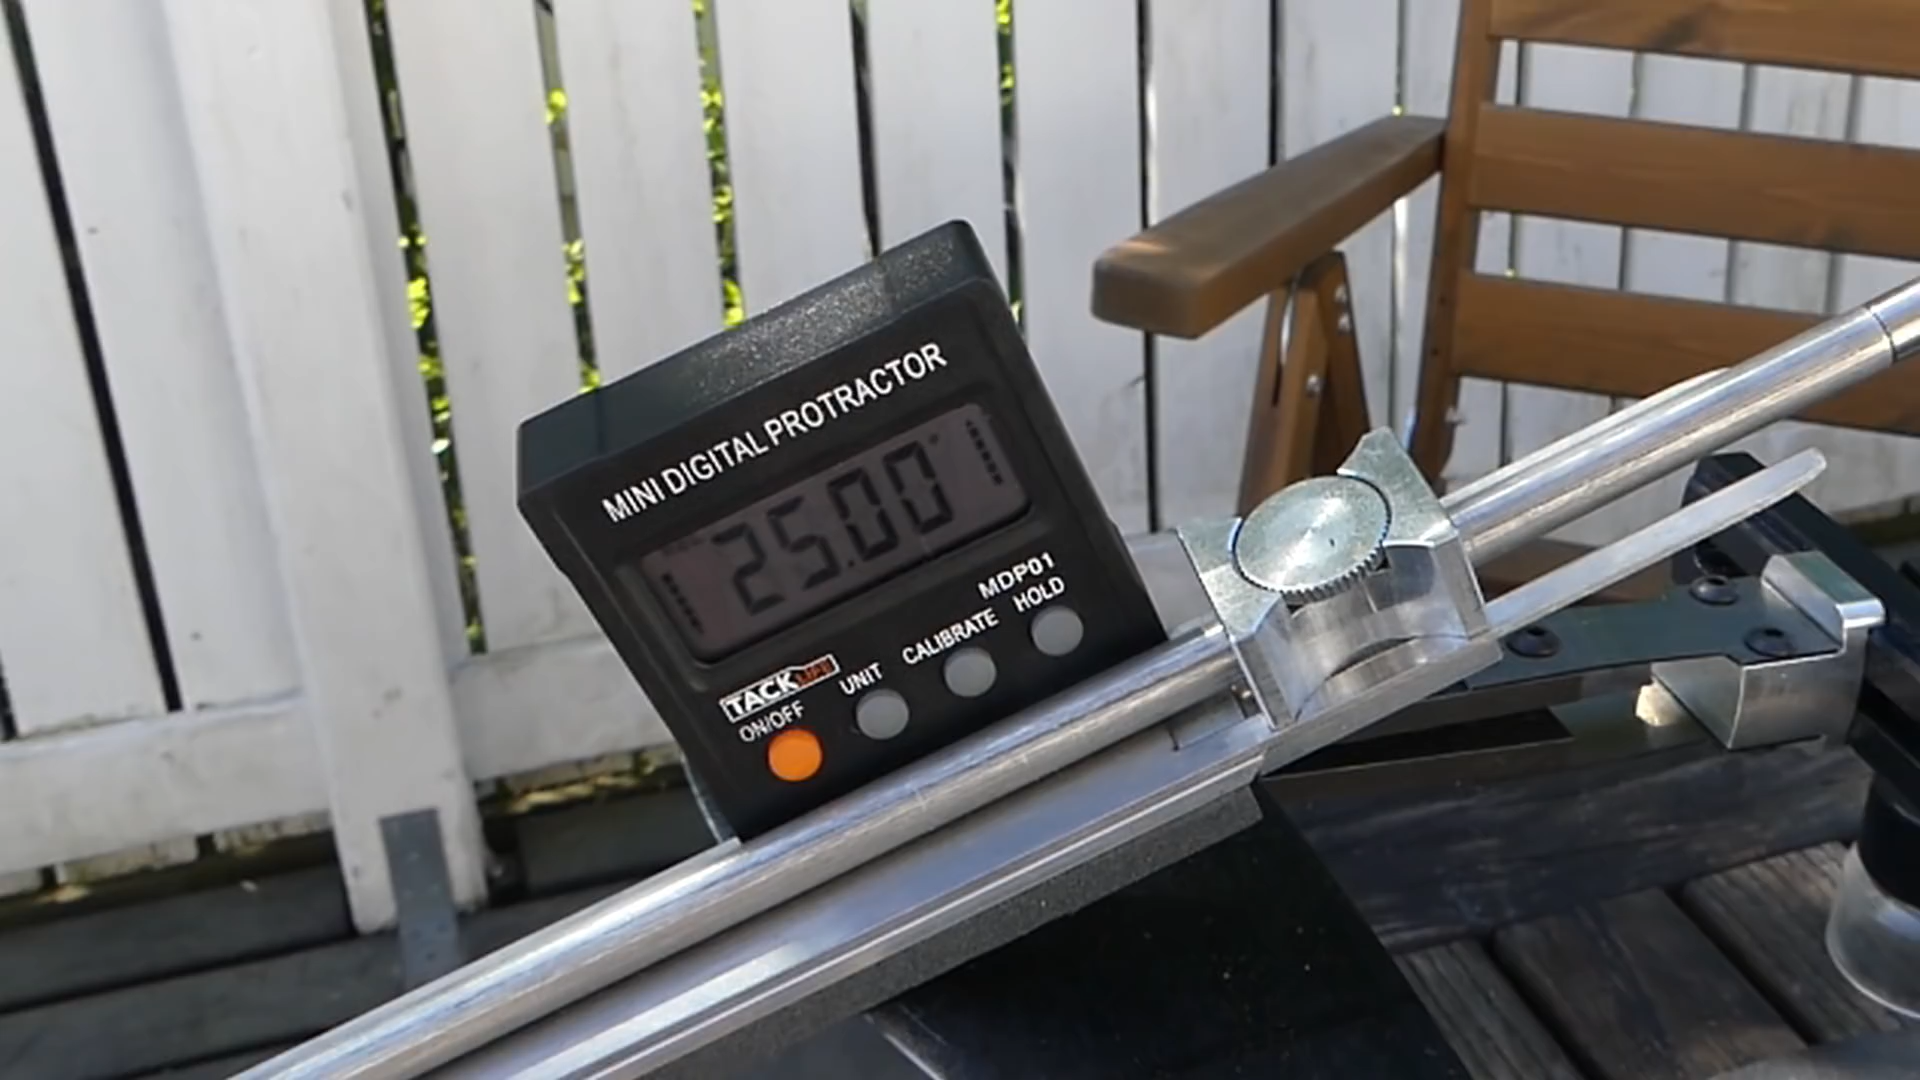 MINI DIGITAL PROTRACTOR
25.00°
MDP01
TACKLIFE
ON/OFF UNIT CALIBRATE HOLD